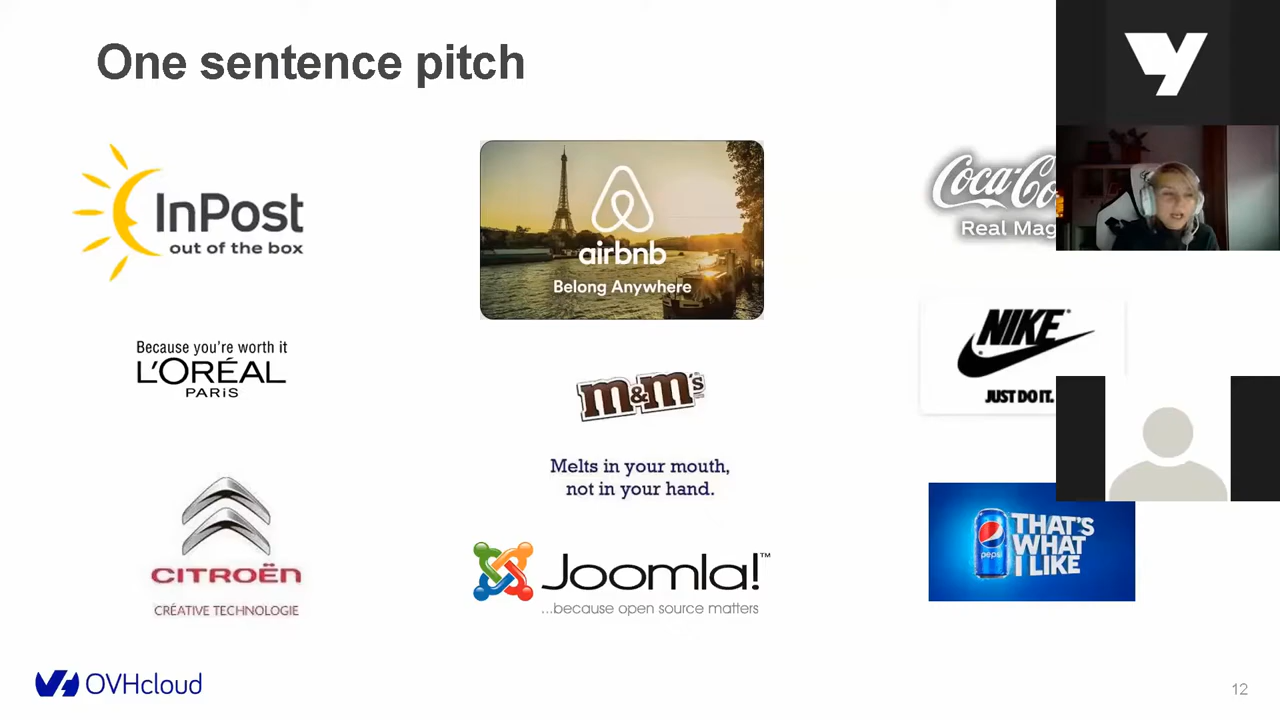 One sentence pitch
InPost
out of the box
airbnb
Belong Anywhere
Coca-Co
Real Mag
Because you're worth it
L'ORÉAL
PARiS
m&m's
Melts in your mouth,
not in your hand.
NIKE
JUST DO IT.
CITROËN
CRÉATIVE TECHNOLOGIE
Joomla!™
...because open source matters
pepsi
THAT'S
WHAT
I LIKE
OVHcloud
12